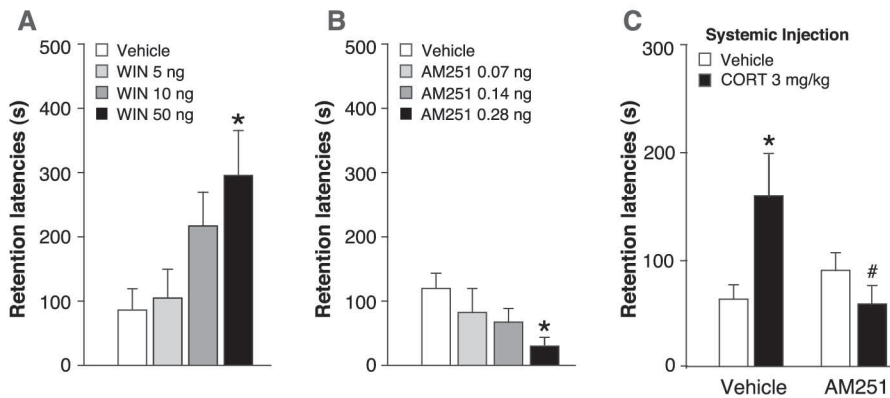 A
Retention latencies (s)
500
400
300
200
100
0
Vehicle
WIN 5 ng
WIN 10 ng
WIN 50 ng
*
B
Retention latencies (s)
500
400
300
200
100
0
Vehicle
AM251 0.07 ng
AM251 0.14 ng
AM251 0.28 ng
*
C
Systemic Injection
Retention latencies (s)
300
200
100
0
Vehicle
CORT 3 mg/kg
*
#
Vehicle
AM251